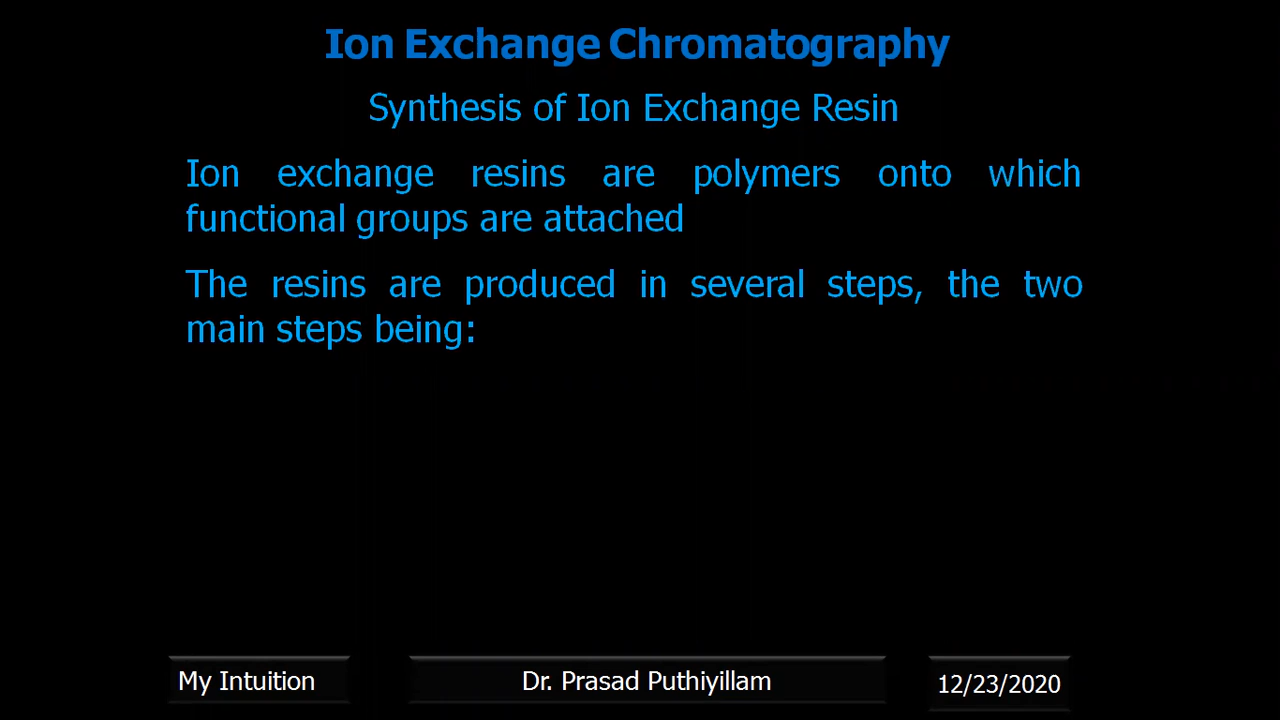 Ion Exchange Chromatography
Synthesis of Ion Exchange Resin
Ion exchange resins are polymers onto which
functional groups are attached
The resins are produced in several steps, the two
main steps being:
My Intuition
Dr. Prasad Puthiyillam
12/23/2020